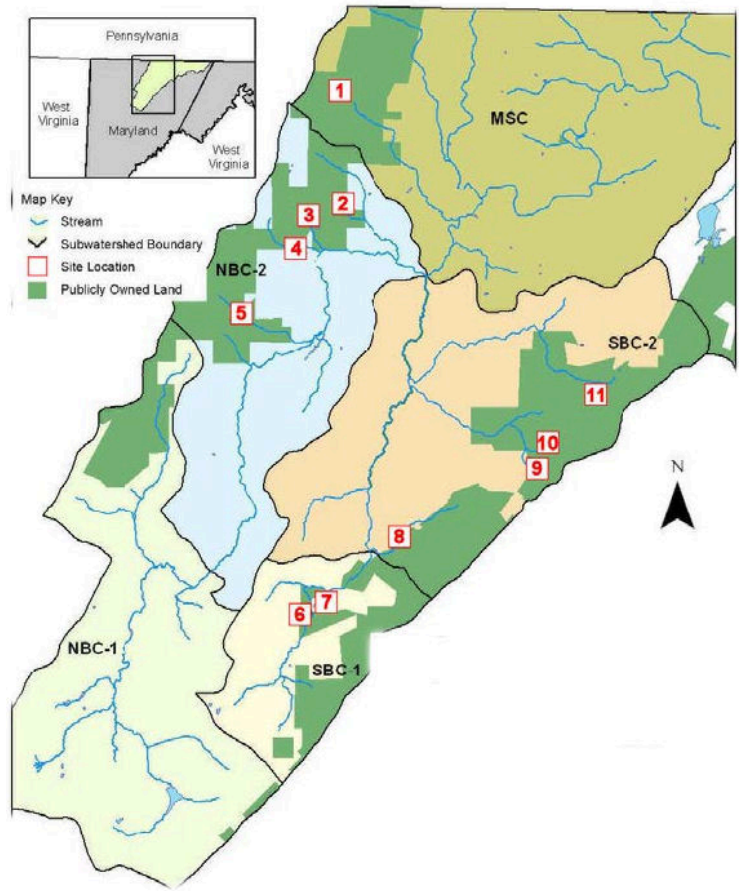 Pennsylvania
West
Virginia
Maryland
West
Virginia
Map Key
Stream
Subwatershed Boundary
Site Location
Publicly Owned Land
1
MSC
2
3
4
NBC-2
5
SBC-2
11
10
9
N
8
7
6
NBC-1
SBC-1